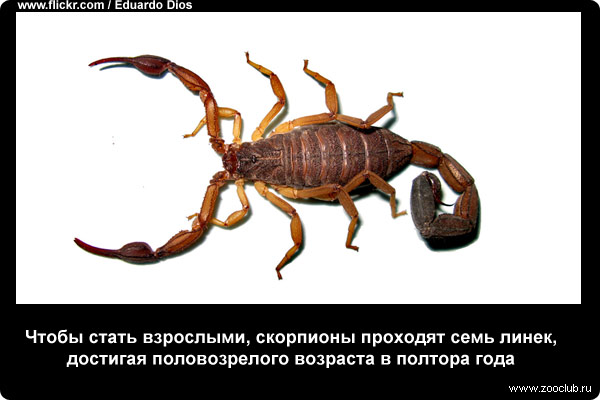 www.flickr.com / Eduardo Dios
Чтобы стать взрослыми, скорпионы проходят семь линек,
достигая половозрелого возраста в полтора года
www.zooclub.ru